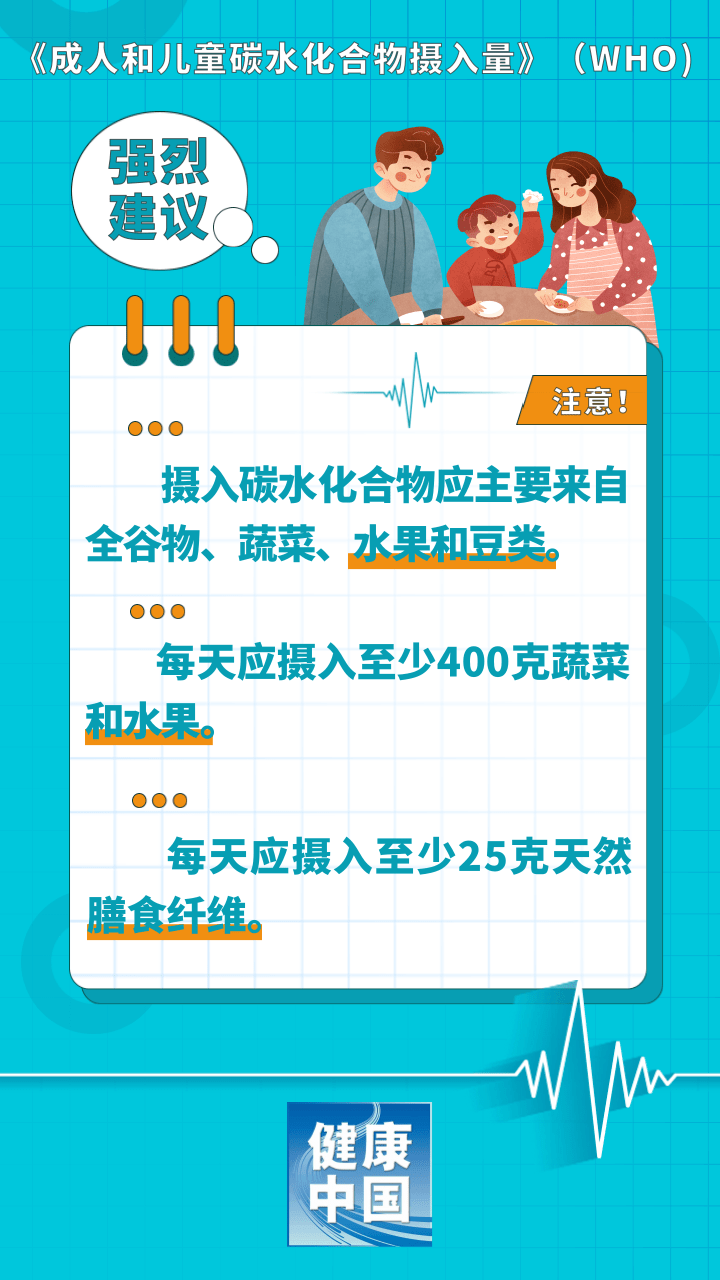 《成人和儿童碳水化合物摄入量》（WHO）
强烈
建议
注意！
摄入碳水化合物应主要来自
全谷物、蔬菜、水果和豆类。
每天应摄入至少400克蔬菜
和水果。
每天应摄入至少25克天然
膳食纤维。
健康
中国